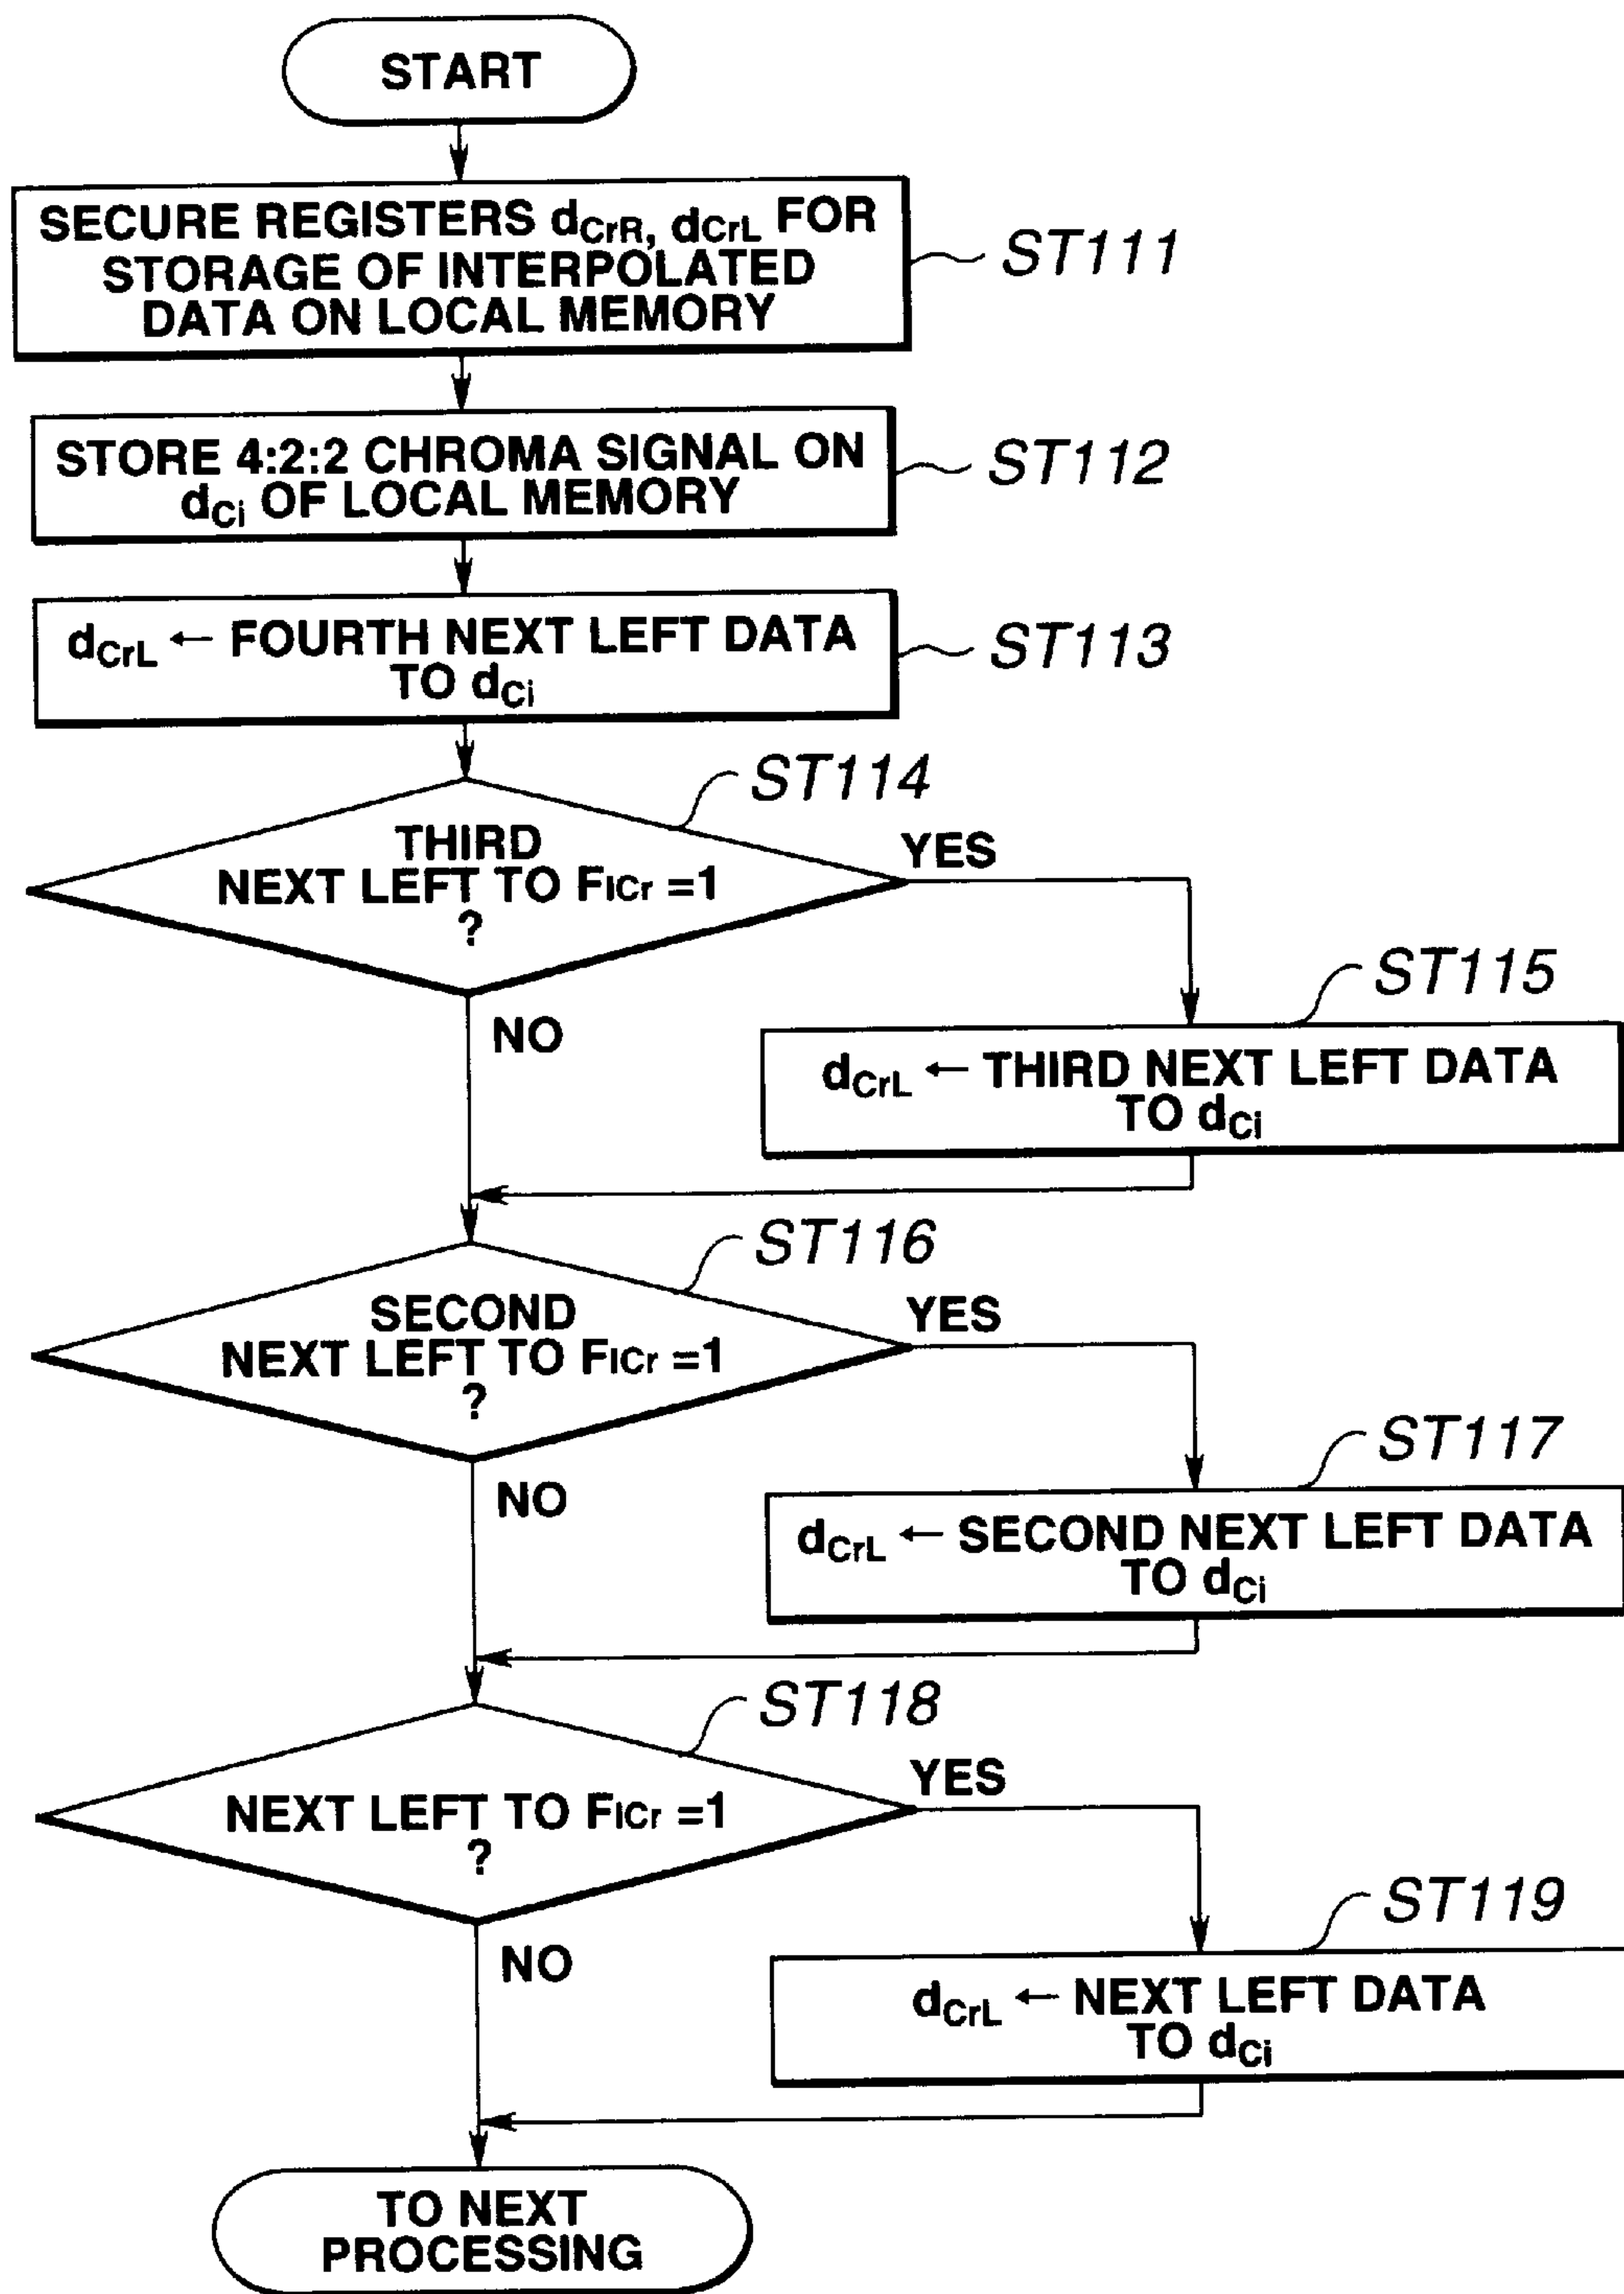 START
SECURE REGISTERS dCrR, dCrL FOR
STORAGE OF INTERPOLATED
DATA ON LOCAL MEMORY
ST111
STORE 4:2:2 CHROMA SIGNAL ON
dCi OF LOCAL MEMORY
ST112
dCrL ← FOURTH NEXT LEFT DATA
TO dCi
ST113
ST114
THIRD
NEXT LEFT TO FICr =1
?
YES
NO
ST115
dCrL ← THIRD NEXT LEFT DATA
TO dCi
ST116
SECOND
NEXT LEFT TO FICr =1
?
YES
NO
ST117
dCrL ← SECOND NEXT LEFT DATA
TO dCi
ST118
NEXT LEFT TO FICr =1
?
YES
NO
ST119
dCrL ← NEXT LEFT DATA
TO dCi
TO NEXT
PROCESSING